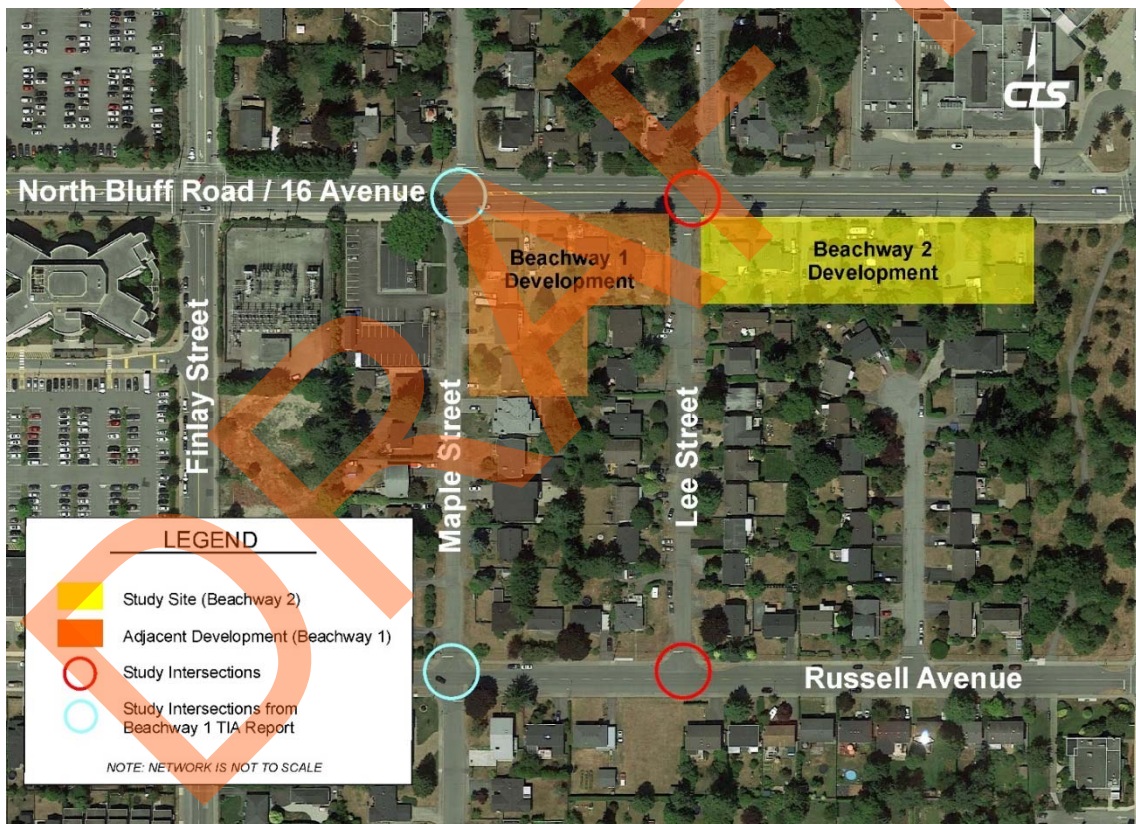 CTS
North Bluff Road / 16 Avenue
Beachway 1
Development
Beachway 2
Development
Finlay Street
Maple Street
Lee Street
Russell Avenue
LEGEND
Study Site (Beachway 2)
Adjacent Development (Beachway 1)
Study Intersections
Study Intersections from
Beachway 1 TIA Report
NOTE: NETWORK IS NOT TO SCALE
DRAFT